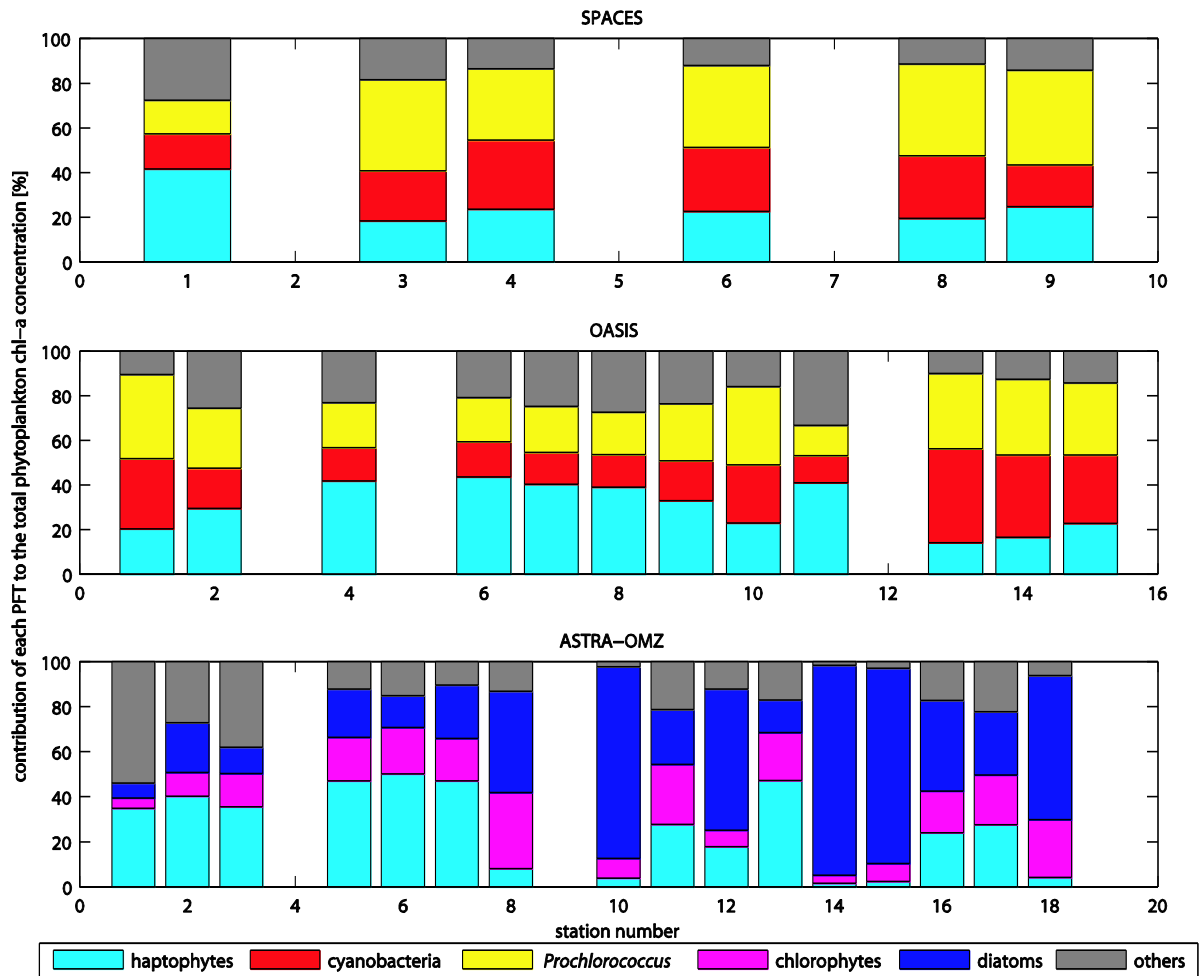 SPACES
100
80
60
40
20
0
0 1 2 3 4 5 6 7 8 9 10
OASIS
100
80
60
40
20
0
0 2 4 6 8 10 12 14 16
contribution of each PFT to the total phytoplankton chl−a concentration [%]
ASTRA−OMZ
100
80
60
40
20
0
0 2 4 6 8 10 12 14 16 18 20
station number
haptophytes cyanobacteria Prochlorococcus chlorophytes diatoms others